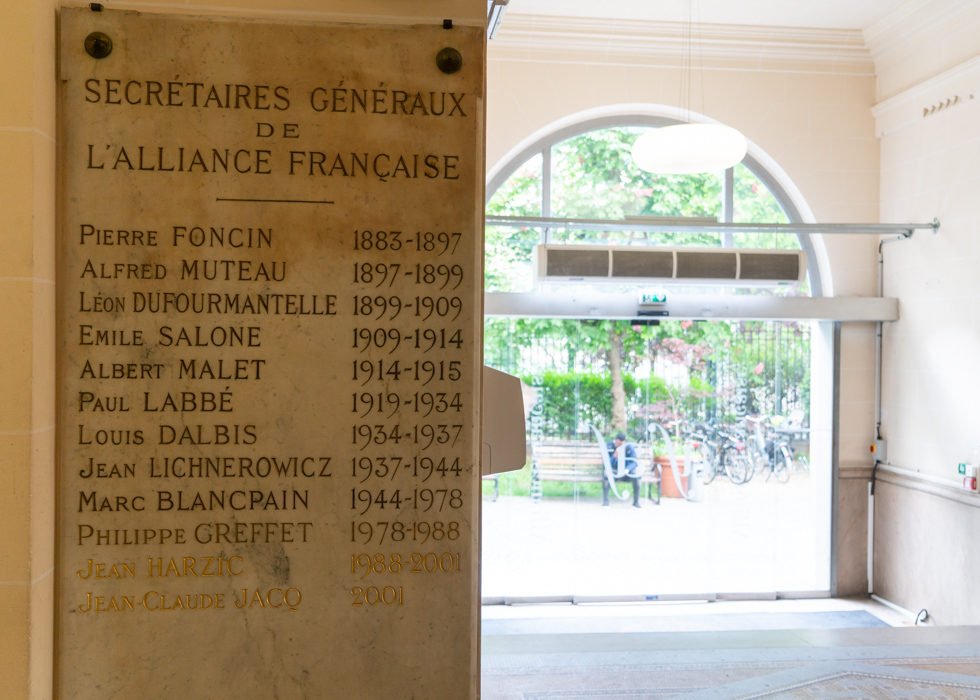 SECRÉTAIRES GÉNÉRAUX
DE
L'ALLIANCE FRANÇAISE
PIERRE FONCIN 1883-1897
ALFRED MUTEAU 1897-1899
LÉON DUFOURMANTELLE 1899-1909
EMILE SALONE 1909-1914
ALBERT MALET 1914-1915
PAUL LABBÉ 1919-1934
LOUIS DALBIS 1934-1937
JEAN LICHNEROWICZ 1937-1944
MARC BLANCPAIN 1944-1978
PHILIPPE GREFFET 1978-1988
JEAN HARZIC 1988-2001
JEAN-CLAUDE JACQ 2001